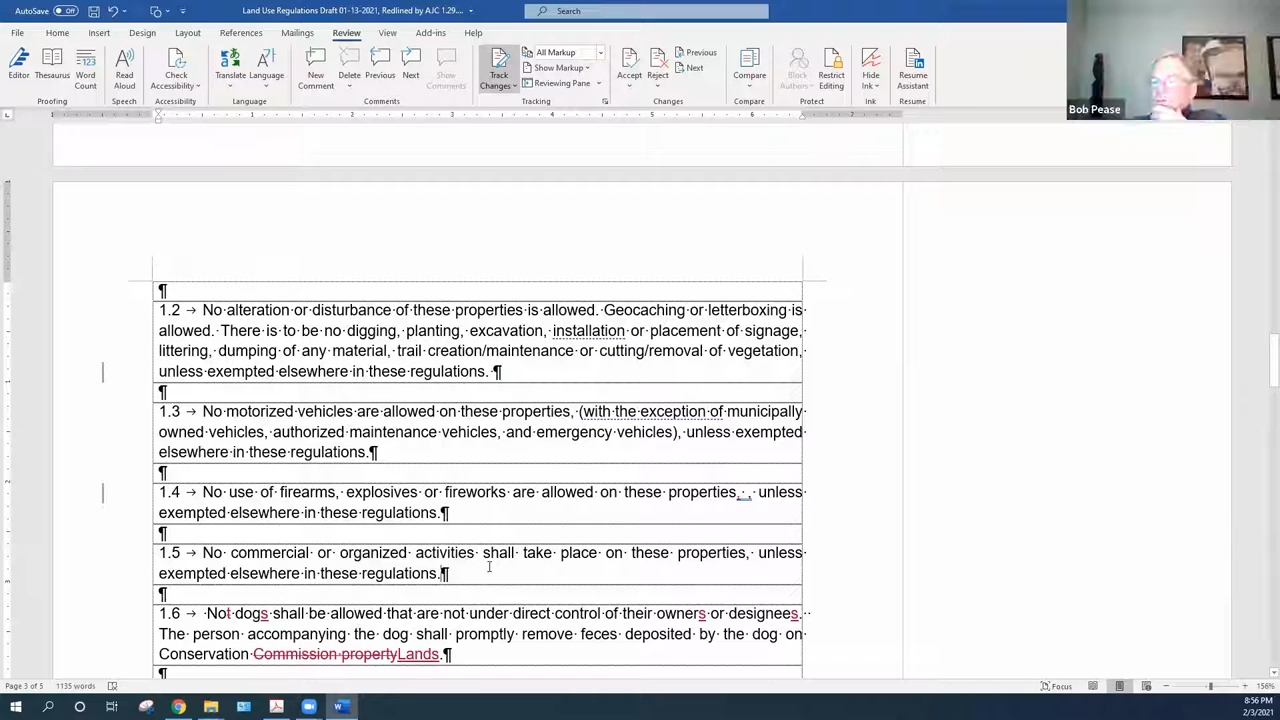 AutoSave Off Land Use Regulations Draft 01-13-2021, Redlined by AJC 1.29.... Search
File Home Insert Design Layout References Mailings Review View Add-ins Help
Editor Thesaurus Word Count Read Aloud Check Accessibility Translate Language New Comment Delete Previous Next Show Comments Track Changes All Markup Show Markup Reviewing Pane Accept Reject Previous Next Compare Block Authors Restrict Editing Hide Ink Resume Assistant
Proofing Speech Accessibility Language Comments Tracking Changes Compare Protect Ink Resume
Bob Pease
¶
1.2 → No alteration or disturbance of these properties is allowed. Geocaching or letterboxing is
allowed. There is to be no digging, planting, excavation, installation or placement of signage,
littering, dumping of any material, trail creation/maintenance or cutting/removal of vegetation,
unless exempted elsewhere in these regulations. ¶
¶
1.3 → No motorized vehicles are allowed on these properties, (with the exception of municipally
owned vehicles, authorized maintenance vehicles, and emergency vehicles), unless exempted
elsewhere in these regulations.¶
¶
1.4 → No use of firearms, explosives or fireworks are allowed on these properties, , unless
exempted elsewhere in these regulations.¶
¶
1.5 → No commercial or organized activities shall take place on these properties, unless
exempted elsewhere in these regulations.¶
¶
1.6 → Not dogs shall be allowed that are not under direct control of their owners or designees.
The person accompanying the dog shall promptly remove feces deposited by the dog on
Conservation Commission propertyLands.¶
¶
Page 3 of 5 1135 words Focus 156%
8:56 PM
2/3/2021